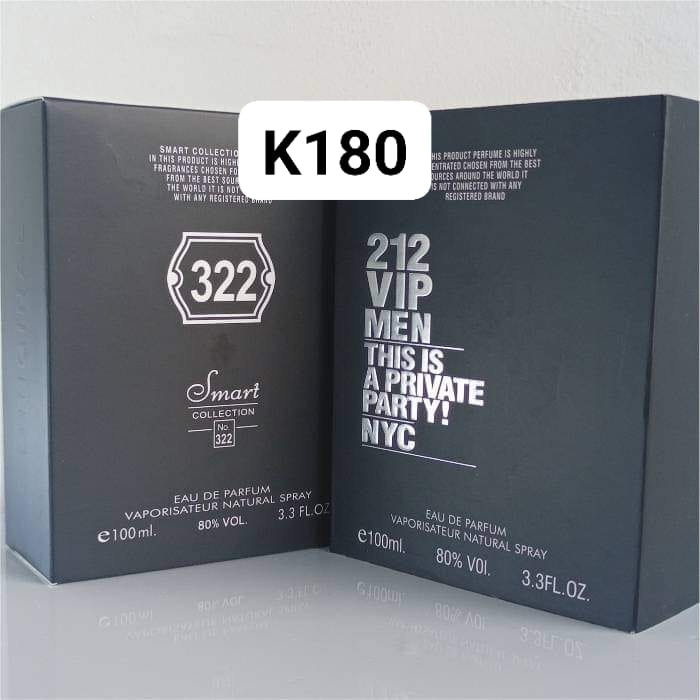 K180
SMART COLLECTION
IN THIS PRODUCT IS HIGHLY
FRAGRANCES CHOSEN
FROM THE BEST
THE WORLD IT IS NOT
WITH ANY REGISTERED BRAND
322
Smart
COLLECTION
No.
322
EAU DE PARFUM
VAPORISATEUR NATURAL SPRAY
e100ml. 80% VOL. 3.3 FL.OZ
THIS PRODUCT PERFUME IS HIGHLY
CHOSEN FROM THE BEST
AROUND THE WORLD IT
IS NOT CONNECTED WITH ANY
REGISTERED BRAND
212
VIP
MEN
THIS IS
A PRIVATE
PARTY!
NYC
EAU DE PARFUM
VAPORISATEUR NATURAL SPRAY
e100ml. 80% VOl. 3.3FL.OZ.